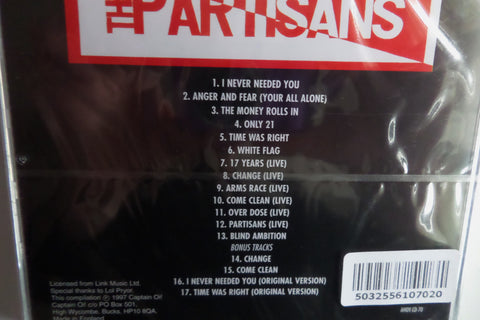 THE PARTISANS
1. I NEVER NEEDED YOU
2. ANGER AND FEAR (YOUR ALL ALONE)
3. THE MONEY ROLLS IN
4. ONLY 21
5. TIME WAS RIGHT
6. WHITE FLAG
7. 17 YEARS (LIVE)
8. CHANGE (LIVE)
9. ARMS RACE (LIVE)
10. COME CLEAN (LIVE)
11. OVER DOSE (LIVE)
12. PARTISANS (LIVE)
13. BLIND AMBITION
BONUS TRACKS
14. CHANGE
15. COME CLEAN
16. I NEVER NEEDED YOU (ORIGINAL VERSION)
17. TIME WAS RIGHT (ORIGINAL VERSION)
Licensed from Link Music Ltd.
Special thanks to Lol Pryor.
This compilation ℗ 1997 Captain Oi!
Captain Oi! c/o PO Box 501,
High Wycombe, Bucks, HP10 8QA.
Made in England
5032556107020
AHOY CD 70